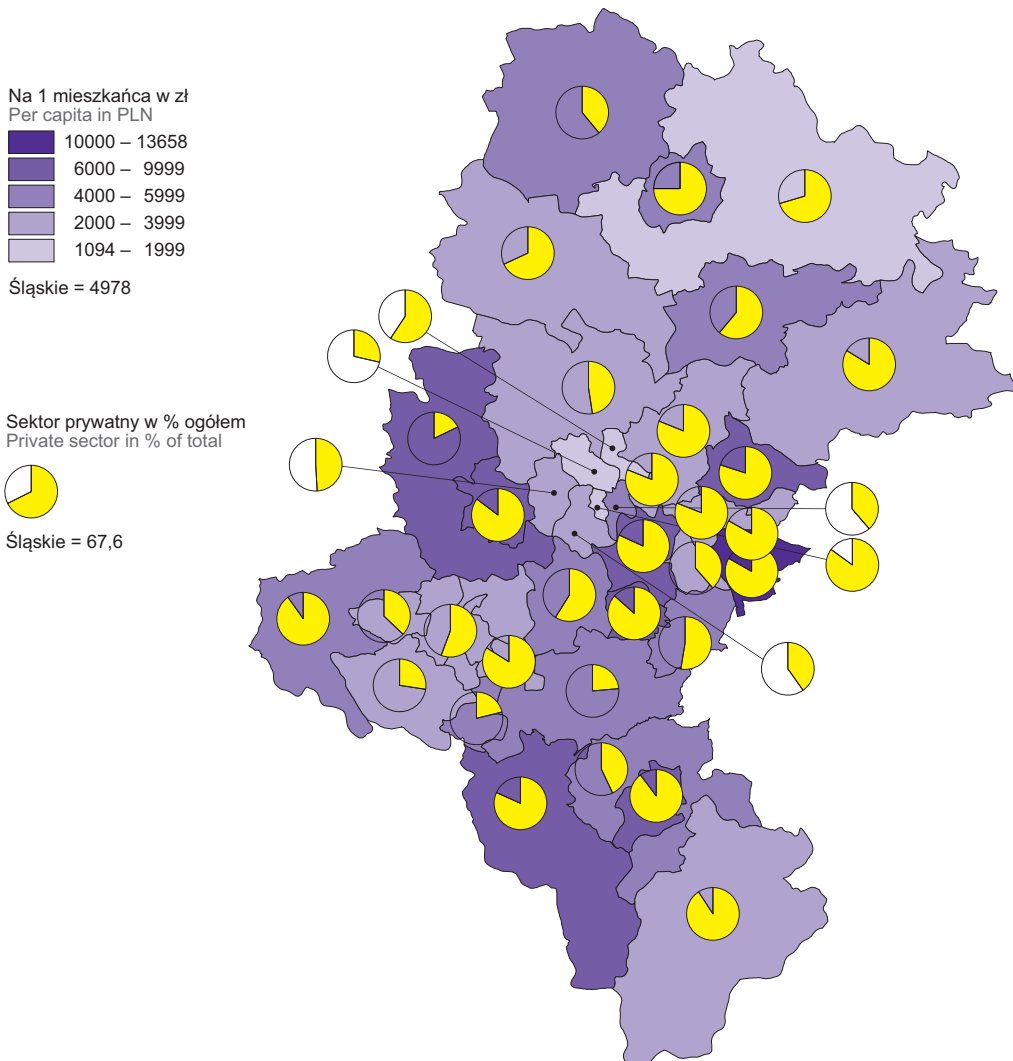 Na 1 mieszkańca w zł
Per capita in PLN
10000 – 13658
6000 – 9999
4000 – 5999
2000 – 3999
1094 – 1999
Śląskie = 4978
Sektor prywatny w % ogółem
Private sector in % of total
Śląskie = 67,6